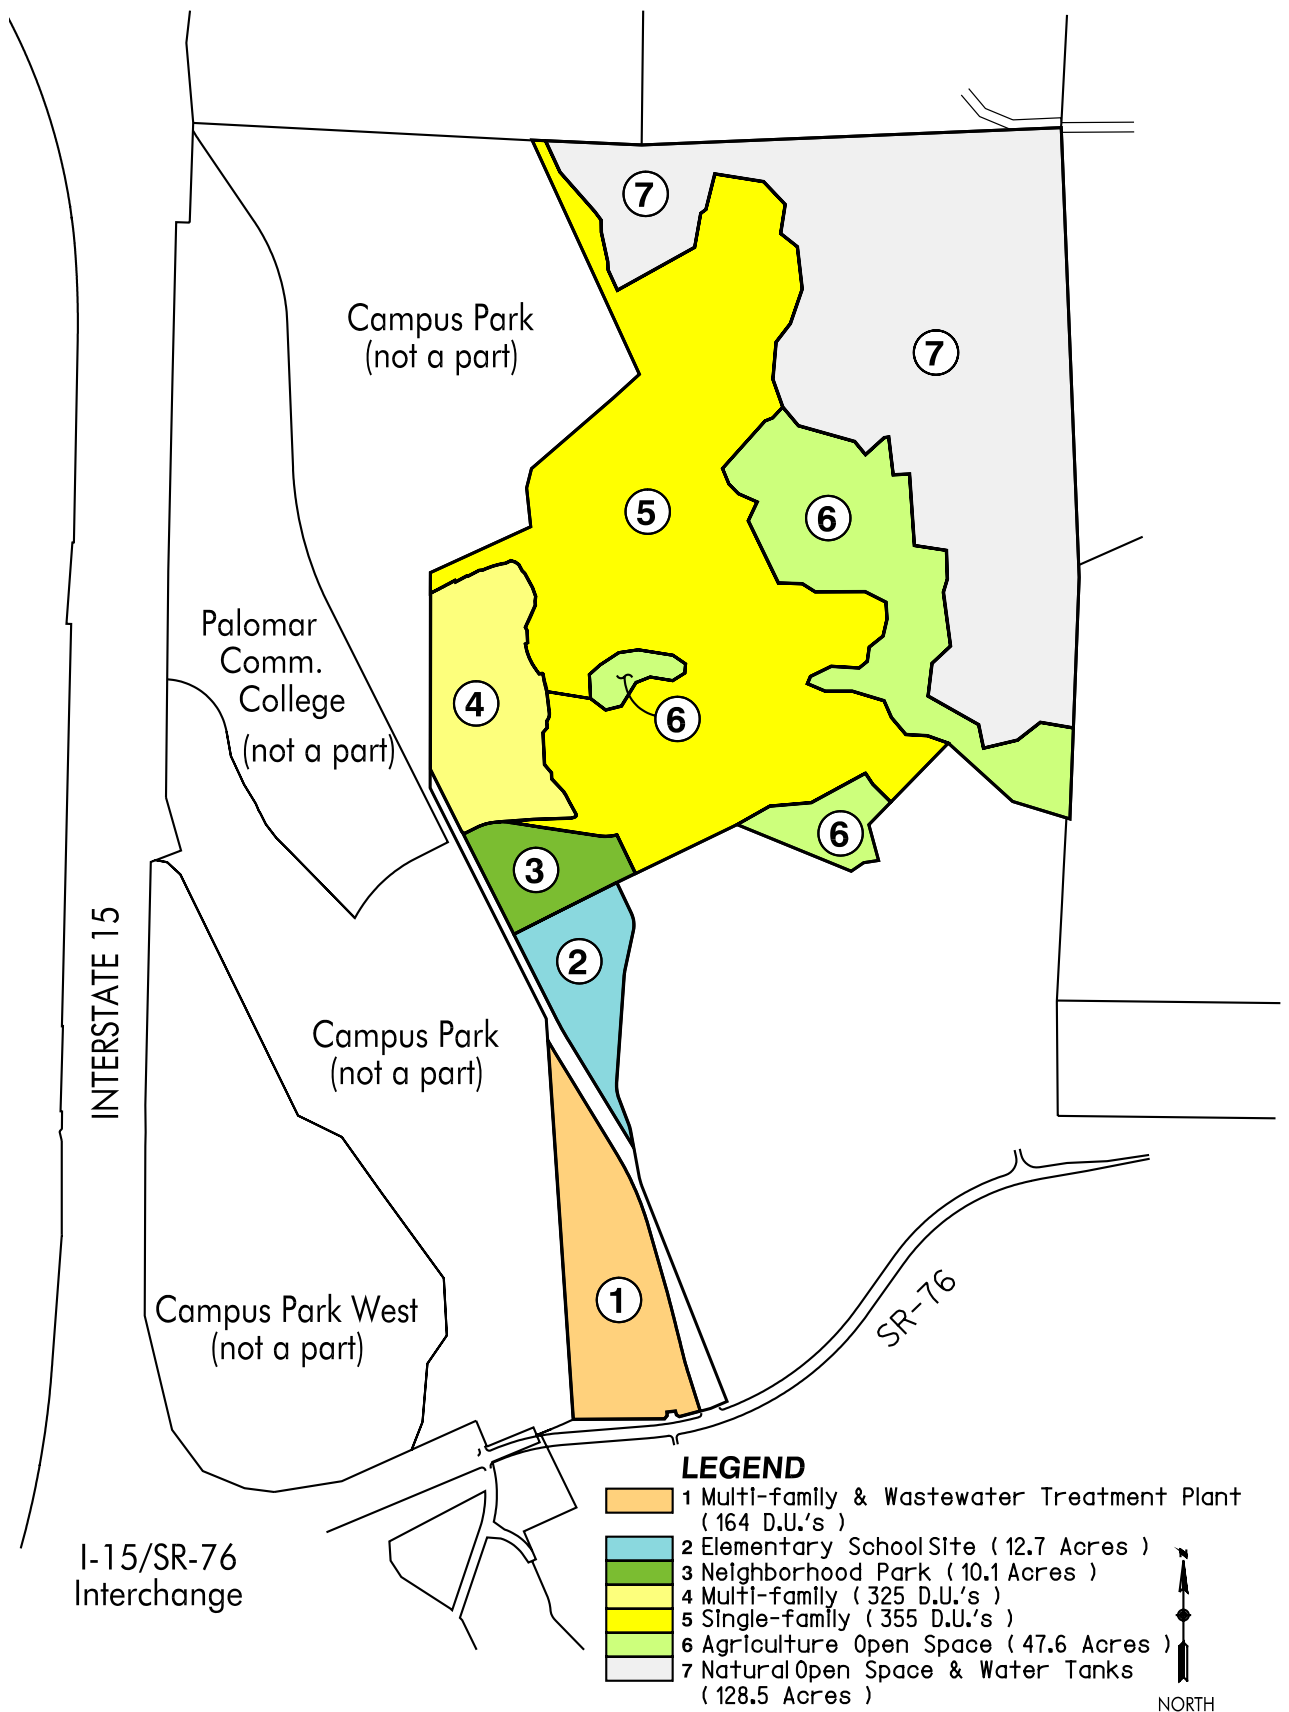 7
Campus Park
(not a part)
7
5
6
Palomar
Comm.
College
(not a part)
4
6
6
3
2
INTERSTATE 15
Campus Park
(not a part)
1
Campus Park West
(not a part)
SR-76
I-15/SR-76
Interchange
LEGEND
1 Multi-family & Wastewater Treatment Plant
(164 D.U.'s)
2 Elementary School Site (12.7 Acres)
3 Neighborhood Park (10.1 Acres)
4 Multi-family (325 D.U.'s)
5 Single-family (355 D.U.'s)
6 Agriculture Open Space (47.6 Acres)
7 Natural Open Space & Water Tanks
(128.5 Acres)
N
NORTH